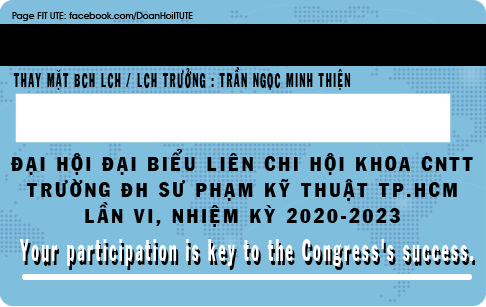 Page FIT UTE: facebook.com/DoanHoiITUTE
THAY MẶT BCH LCH / LCH TRƯỞNG : TRẦN NGỌC MINH THIỆN
ĐẠI HỘI ĐẠI BIỂU LIÊN CHI HỘI KHOA CNTT
TRƯỜNG ĐH SƯ PHẠM KỸ THUẬT TP.HCM
LẦN VI, NHIỆM KỲ 2020-2023
Your participation is key to the Congress's success.